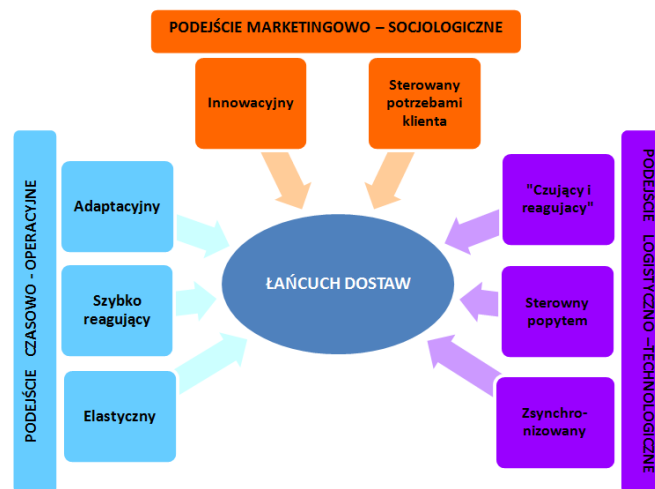 PODEJŚCIE MARKETINGOWO – SOCJOLOGICZNE
Innowacyjny
Sterowany
potrzebami
klienta
PODEJŚCIE CZASOWO - OPERACYJNE
Adaptacyjny
Szybko
reagujący
Elastyczny
ŁAŃCUCH DOSTAW
"Czujący i
reagujacy"
Sterowny
popytem
Zsynchro-
nizowany
PODEJŚCIE LOGISTYCZNO –TECHNOLOGICZNE